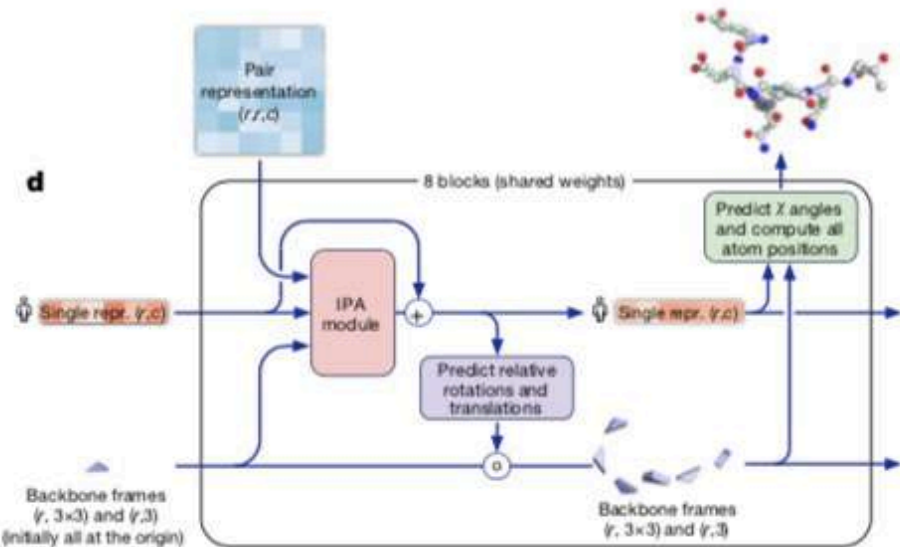 Pair
representation
(r,r,c)
d
8 blocks (shared weights)
Predict χ angles
and compute all
atom positions
IPA
module
Single repr. (r,c)
+
Single repr. (r,c)
Predict relative
rotations and
translations
Backbone frames
(r, 3×3) and (r,3)
(initially all at the origin)
Backbone frames
(r, 3×3) and (r,3)